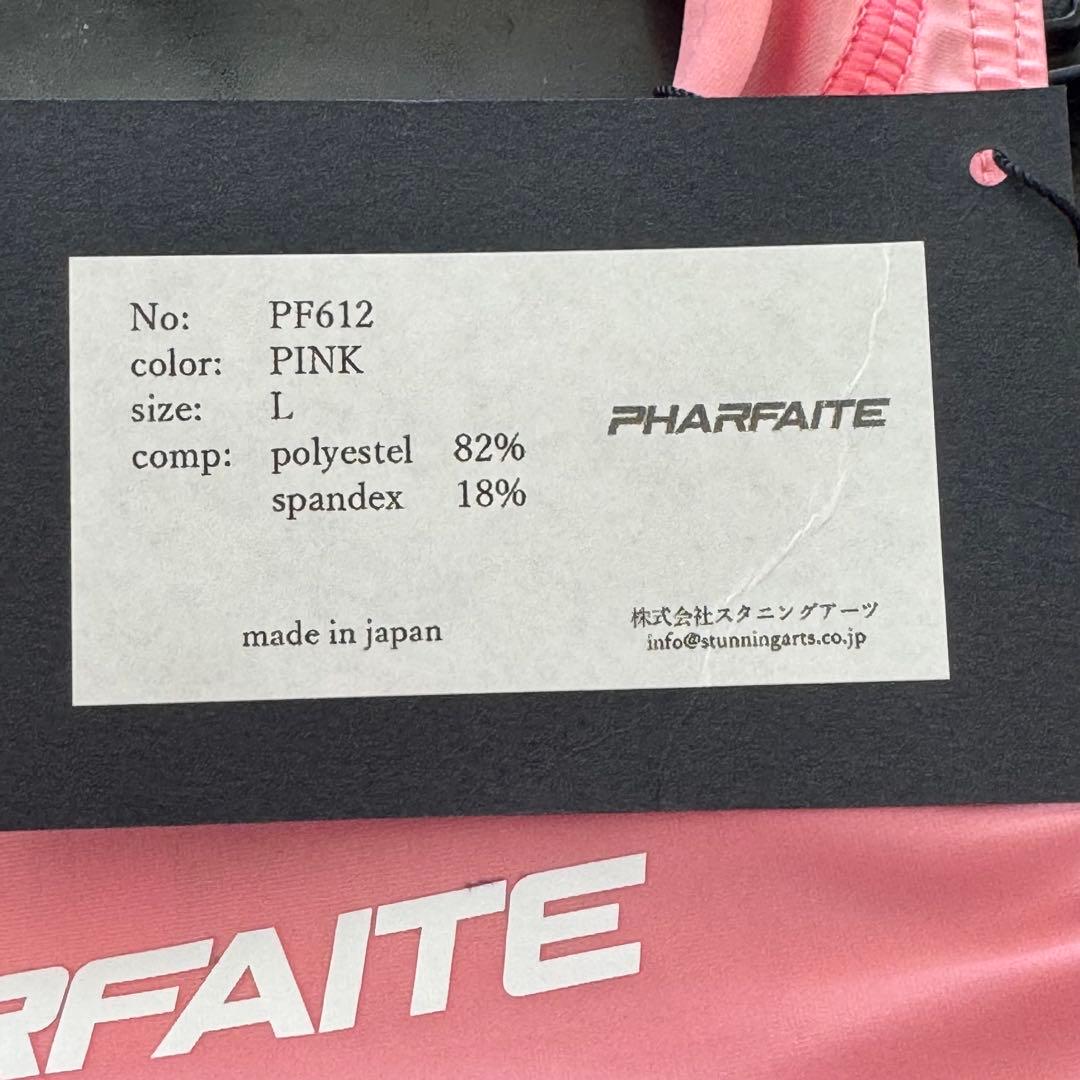 No: PF612
color: PINK
size: L
comp: polyestel 82%
spandex 18%
PHARFAITE
made in japan
株式会社スタニングアーツ
info@stunningarts.co.jp
RFAITE